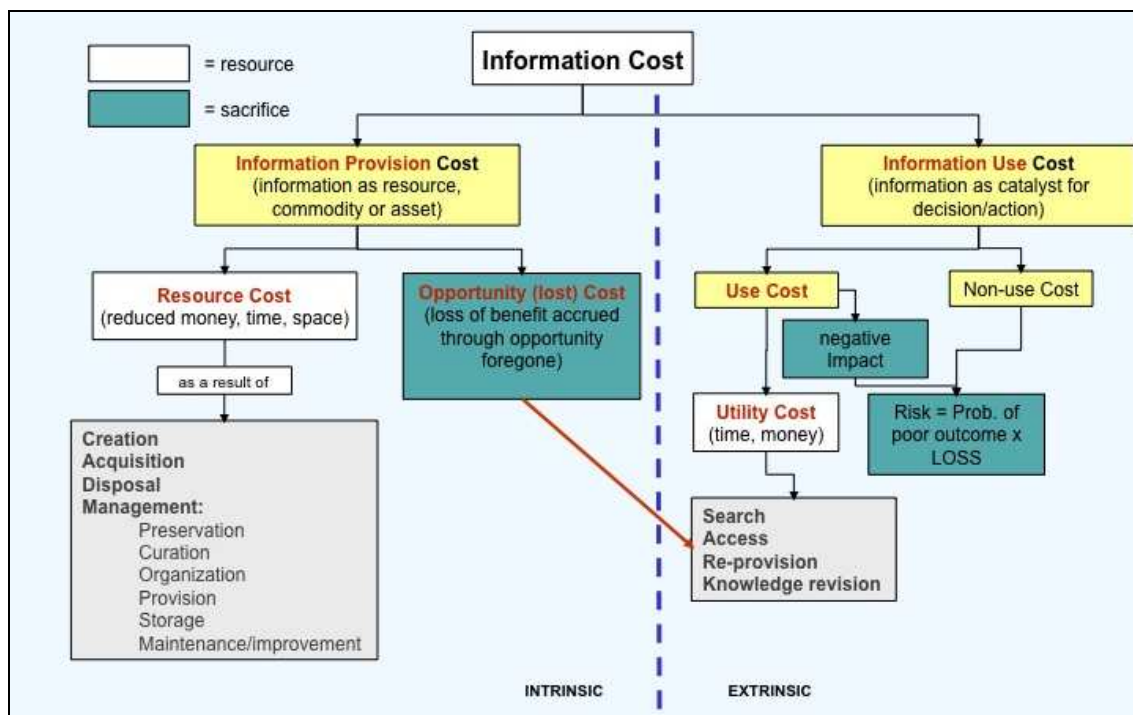 = resource
= sacrifice
Information Cost
Information Provision Cost
(information as resource,
commodity or asset)
Information Use Cost
(information as catalyst for
decision/action)
Resource Cost
(reduced money, time, space)
Opportunity (lost) Cost
(loss of benefit accrued
through opportunity
foregone)
Use Cost
Non-use Cost
negative
Impact
as a result of
Utility Cost
(time, money)
Risk = Prob. of
poor outcome x
LOSS
Creation
Acquisition
Disposal
Management:
Preservation
Curation
Organization
Provision
Storage
Maintenance/improvement
Search
Access
Re-provision
Knowledge revision
INTRINSIC
EXTRINSIC